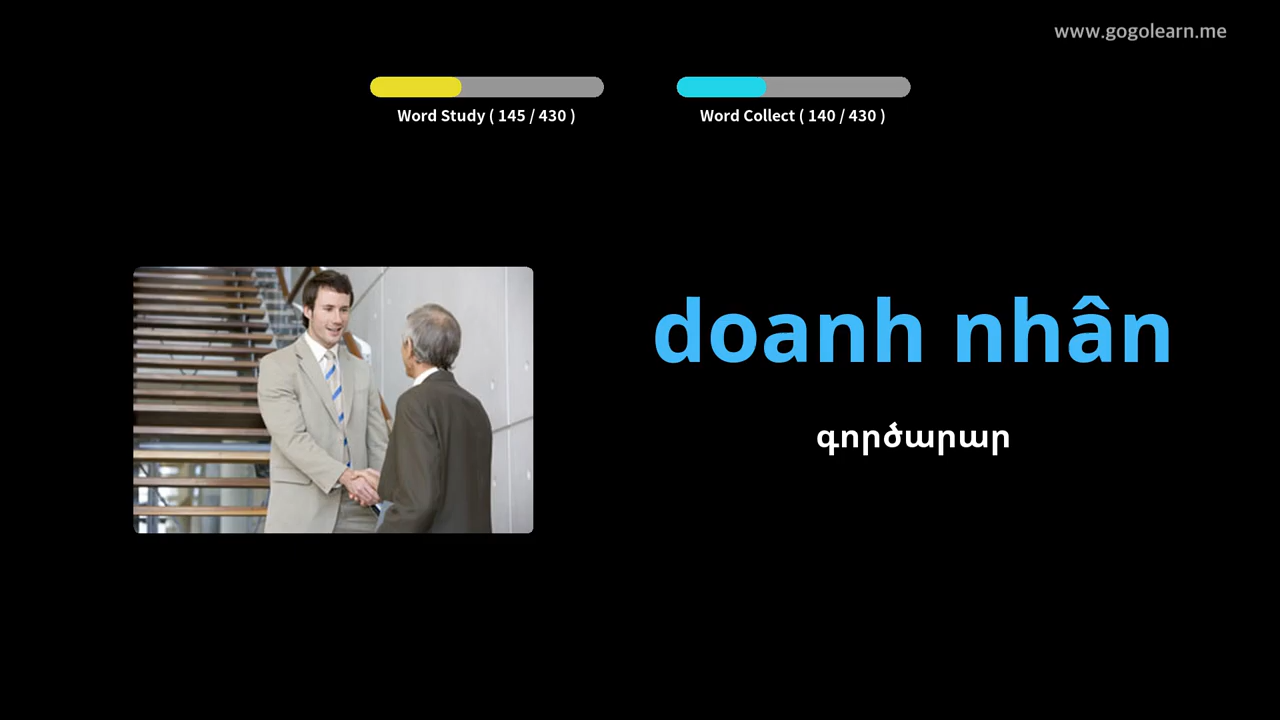 www.gogolearn.me
Word Study ( 145 / 430 )
Word Collect ( 140 / 430 )
doanh nhân
գործարար